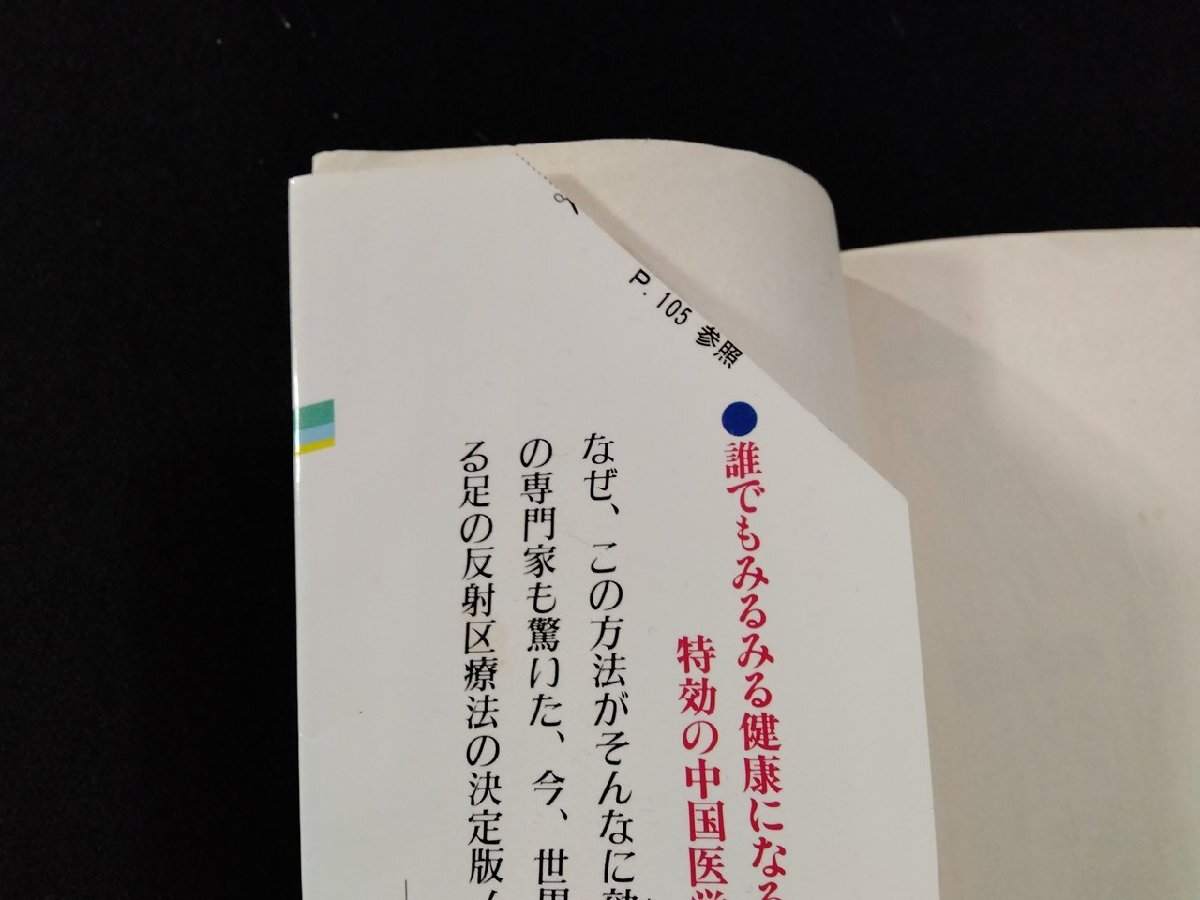 P. 105 参照
●誰でもみるみる健康になる
特効の中国医学
なぜ、この方法がそんなに効
の専門家も驚いた、今、世界
る足の反射区療法の決定版